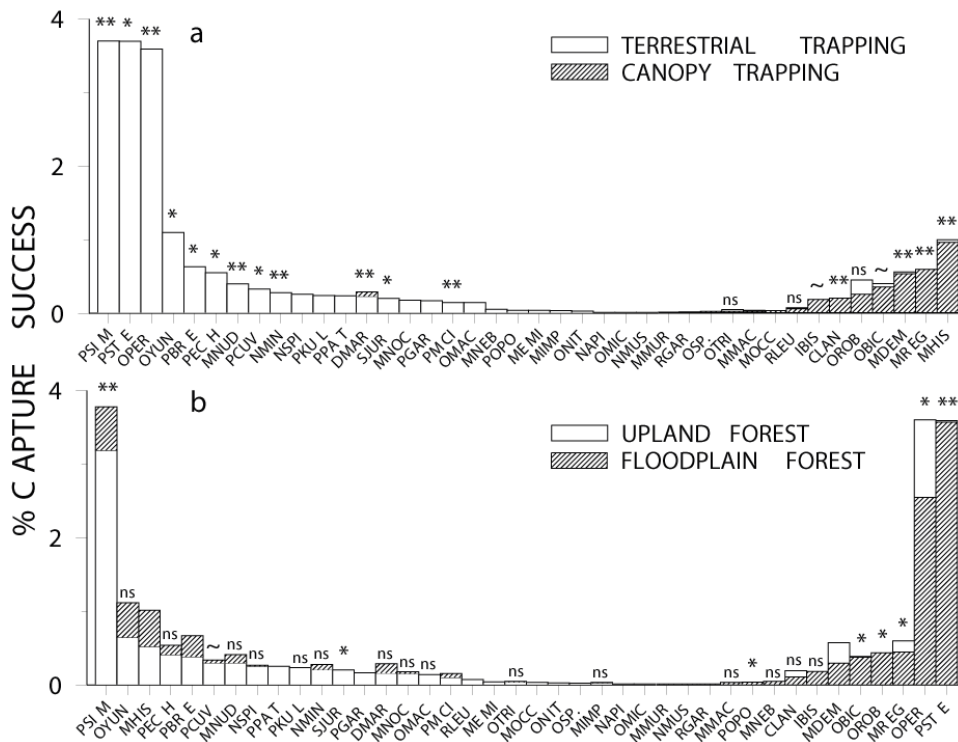 4
** * **
a
TERRESTRIAL TRAPPING
CANOPY TRAPPING
2
* * * ** * ** ** * ** ns ns ~ ** ns ~ ** ** **
0
PSI M PST E OPER OYUN PBR E PEC H MNUD PCUV NMIN NSPI PKU L PPA T DMAR SJUR MNOC PGAR PM CI OMAC MNEB POPO ME MI MIMP ONIT NAPI OMIC NMUS MMUR RGAR OSP. OTRI MMAC MOCC RLEU IBIS CLAN OROB OBIC MDEM MR EG MHIS
% C APTURE SUCCESS
4
** * **
b
UPLAND FOREST
FLOODPLAIN FOREST
2
ns ns ~ ns ns ns ns * ns ns ns ns ns ns ns * ns ns ns * * *
0
PSI M OYUN MHIS PEC H PBR E PCUV MNUD NSPI PPA T PKU L NMIN SJUR PGAR DMAR MNOC OMAC PM CI RLEU ME MI OTRI MOCC ONIT OSP. MIMP NAPI OMIC MMUR NMUS RGAR MMAC POPO MNEB CLAN IBIS MDEM OBIC OROB MR EG OPER PST E